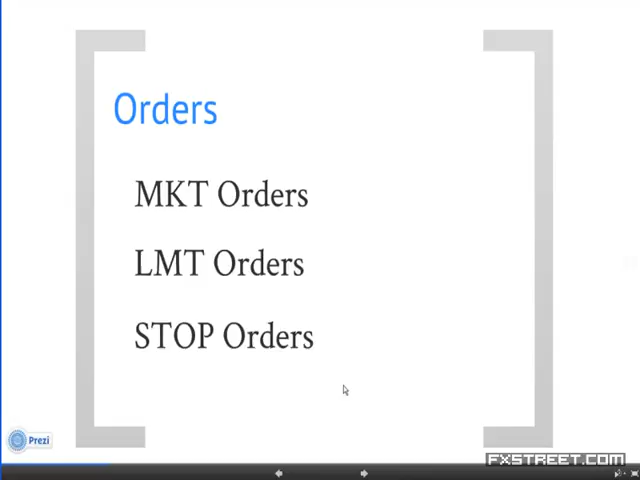 Orders
MKT Orders
LMT Orders
STOP Orders
Prezi
FXSTREET.COM